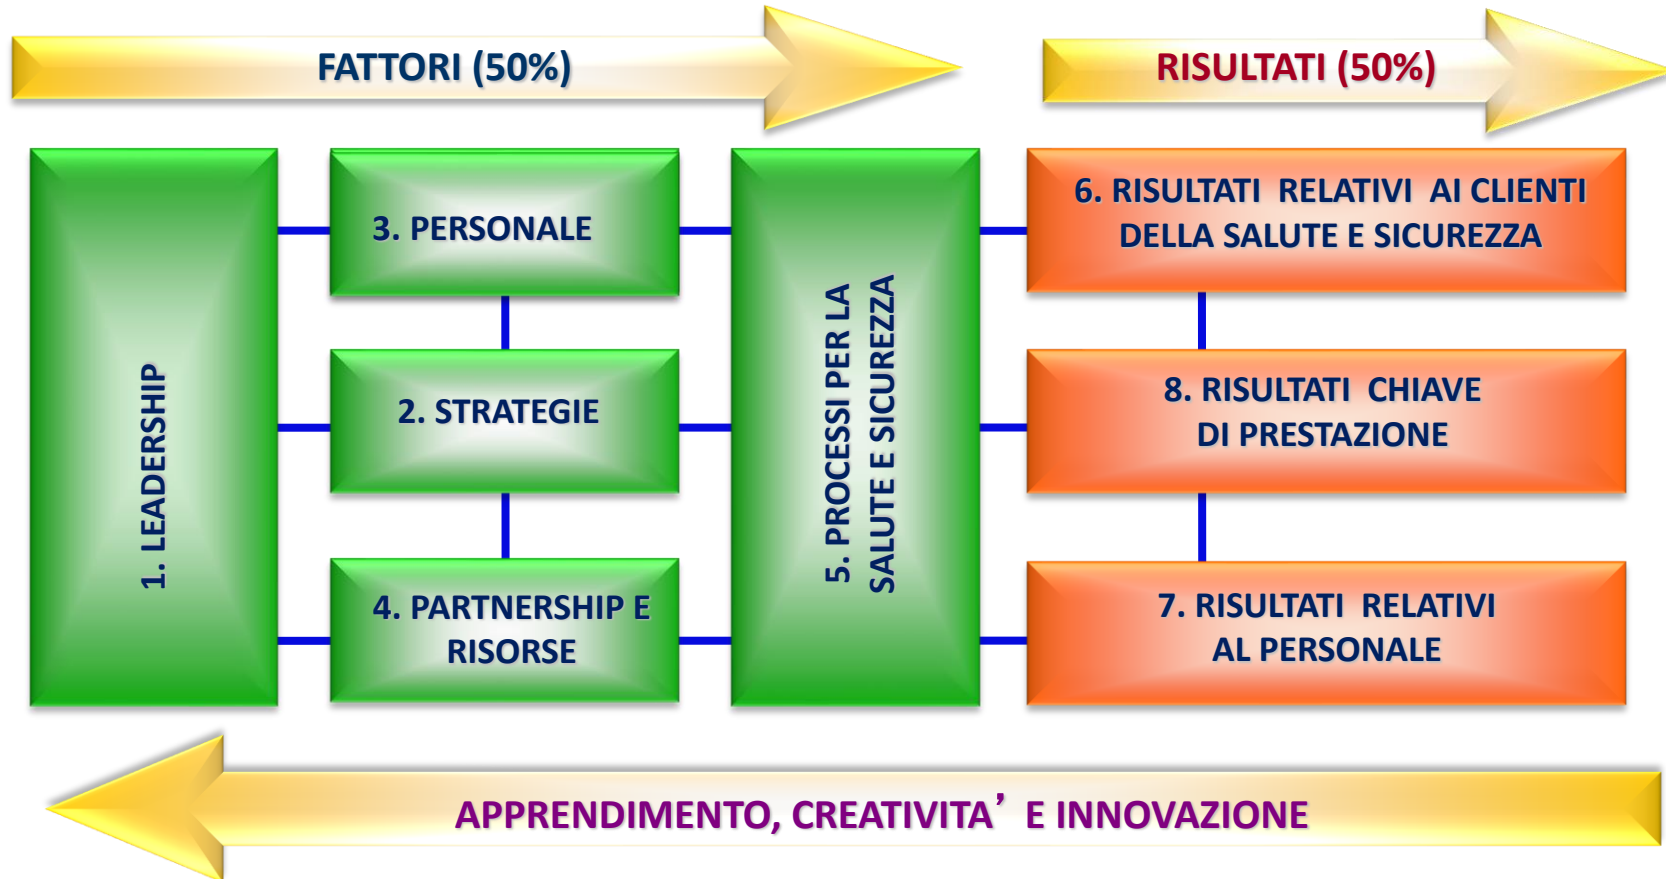 FATTORI (50%)
RISULTATI (50%)
1. LEADERSHIP
3. PERSONALE
2. STRATEGIE
4. PARTNERSHIP E
RISORSE
5. PROCESSI PER LA
SALUTE E SICUREZZA
6. RISULTATI RELATIVI AI CLIENTI
DELLA SALUTE E SICUREZZA
8. RISULTATI CHIAVE
DI PRESTAZIONE
7. RISULTATI RELATIVI
AL PERSONALE
APPRENDIMENTO, CREATIVITA’ E INNOVAZIONE